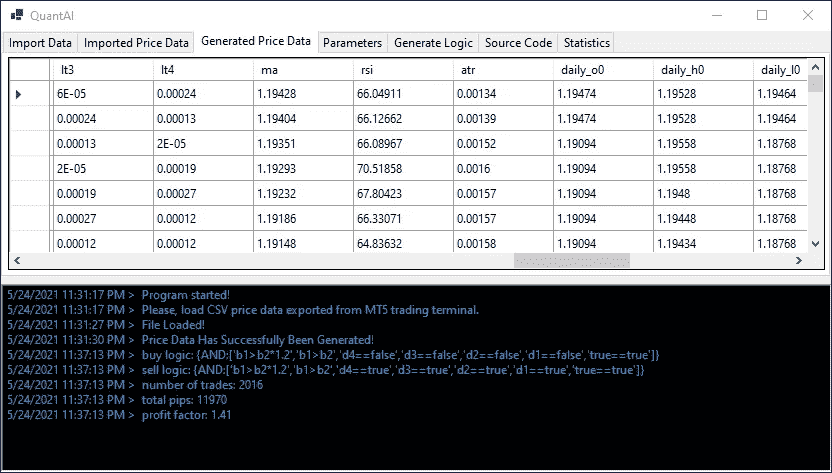 QuantAI
Import Data Imported Price Data Generated Price Data Parameters Generate Logic Source Code Statistics
lt3 lt4 ma rsi atr daily_o0 daily_h0 daily_l0
6E-05 0.00024 1.19428 66.04911 0.00134 1.19474 1.19528 1.19464
0.00024 0.00013 1.19404 66.12662 0.00139 1.19474 1.19528 1.19464
0.00013 2E-05 1.19351 66.08967 0.00152 1.19094 1.19558 1.18768
2E-05 0.00019 1.19293 70.51858 0.0016 1.19094 1.19558 1.18768
0.00019 0.00027 1.19232 67.80423 0.00157 1.19094 1.1948 1.18768
0.00027 0.00012 1.19186 66.33071 0.00157 1.19094 1.19448 1.18768
0.00012 0.00012 1.19148 64.83632 0.00158 1.19094 1.19434 1.18768
5/24/2021 11:31:17 PM > Program started!
5/24/2021 11:31:17 PM > Please, load CSV price data exported from MT5 trading terminal.
5/24/2021 11:31:27 PM > File Loaded!
5/24/2021 11:31:30 PM > Price Data Has Successfully Been Generated!
5/24/2021 11:37:13 PM > buy logic: {AND:['b1>b2*1.2','b1>b2','d4==false','d3==false','d2==false','d1==false','true==true']}
5/24/2021 11:37:13 PM > sell logic: {AND:['b1>b2*1.2','b1>b2','d4==true','d3==true','d2==true','d1==true','true==true']}
5/24/2021 11:37:13 PM > number of trades: 2016
5/24/2021 11:37:13 PM > total pips: 11970
5/24/2021 11:37:13 PM > profit factor: 1.41